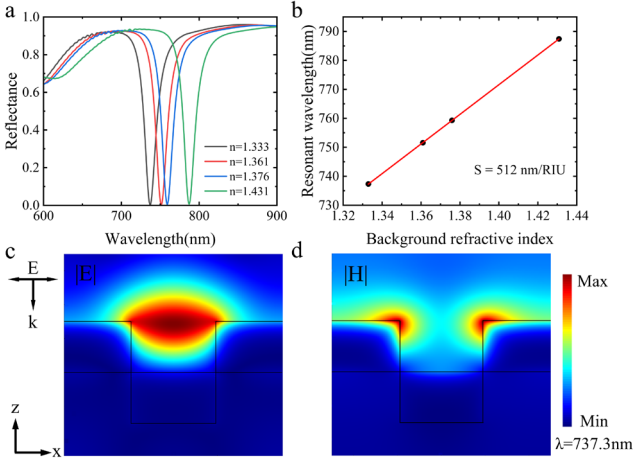 a
Reflectance
1.0
0.8
0.6
0.4
0.2
0.0
n=1.333
n=1.361
n=1.376
n=1.431
600 700 800 900
Wavelength(nm)
b
Resonant wavelength(nm)
790
780
770
760
750
740
730
S = 512 nm/RIU
1.32 1.34 1.36 1.38 1.40 1.42 1.44
Background refractive index
c
E
k
z
x
|E|
d
|H|
Max
Min
λ=737.3nm